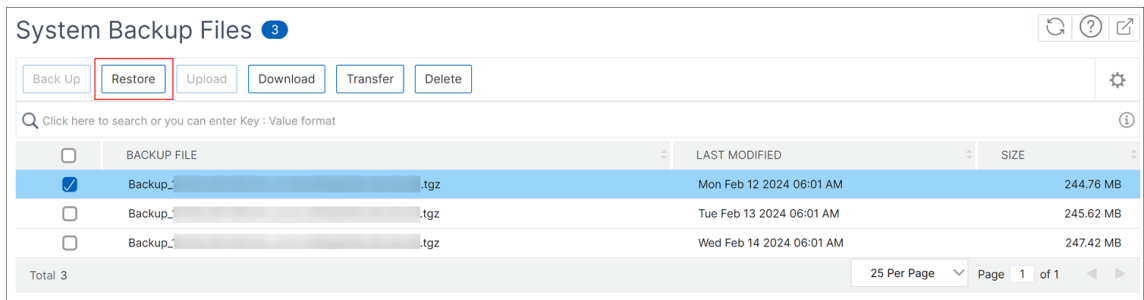 System Backup Files 3
Back Up Restore Upload Download Transfer Delete
Click here to search or you can enter Key : Value format
BACKUP FILE LAST MODIFIED SIZE
Backup_ .tgz Mon Feb 12 2024 06:01 AM 244.76 MB
Backup_ .tgz Tue Feb 13 2024 06:01 AM 245.62 MB
Backup_ .tgz Wed Feb 14 2024 06:01 AM 247.42 MB
Total 3 25 Per Page Page 1 of 1